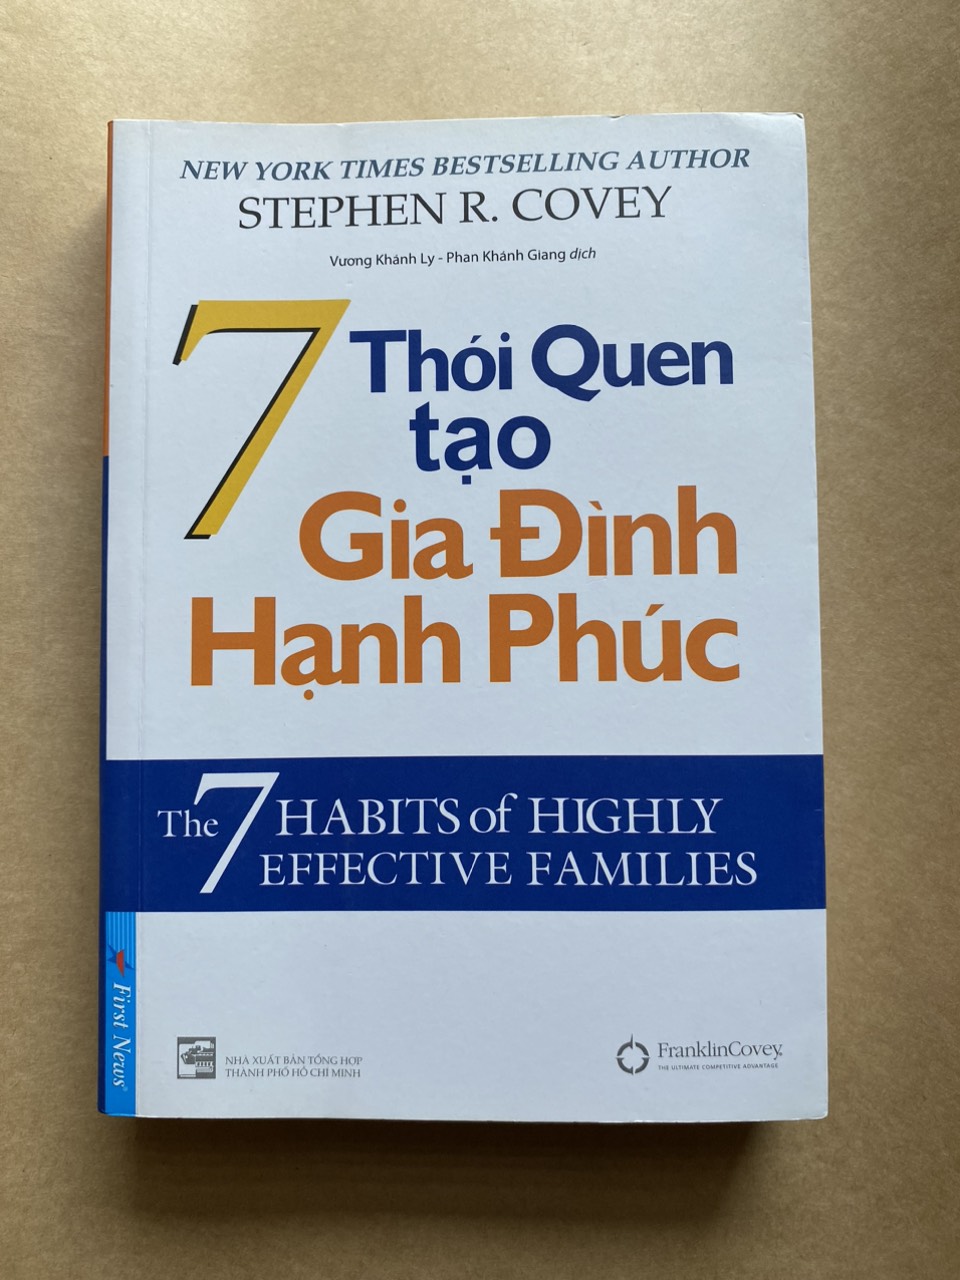 NEW YORK TIMES BESTSELLING AUTHOR
STEPHEN R. COVEY
Vương Khánh Ly - Phan Khánh Giang dịch
7 Thói Quen
tạo
Gia Đình
Hạnh Phúc
The 7 HABITS of HIGHLY
EFFECTIVE FAMILIES
First News®
NHÀ XUẤT BẢN TỔNG HỢP
THÀNH PHỐ HỒ CHÍ MINH
FranklinCovey®
THE ULTIMATE COMPETITIVE ADVANTAGE